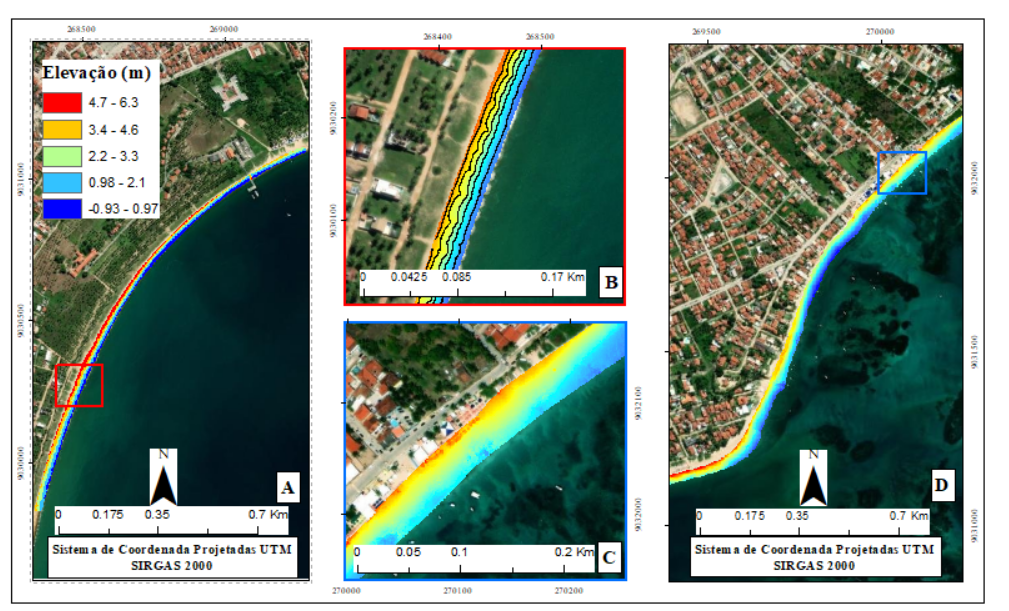 268500
269000
268400
268500
269500
270000
Elevação (m)
4.7 - 6.3
3.4 - 4.6
2.2 - 3.3
0.98 - 2.1
-0.93 - 0.97
9031000
9030500
9030000
N
A
0 0.175 0.35 0.7 Km
Sistema de Coordenada Projetadas UTM
SIRGAS 2000
9030200
9030100
0 0.0425 0.085 0.17 Km
B
9032100
9032000
0 0.05 0.1 0.2 Km
C
270000
270100
270200
9032000
9031500
9031000
N
D
0 0.175 0.35 0.7 Km
Sistema de Coordenada Projetadas UTM
SIRGAS 2000